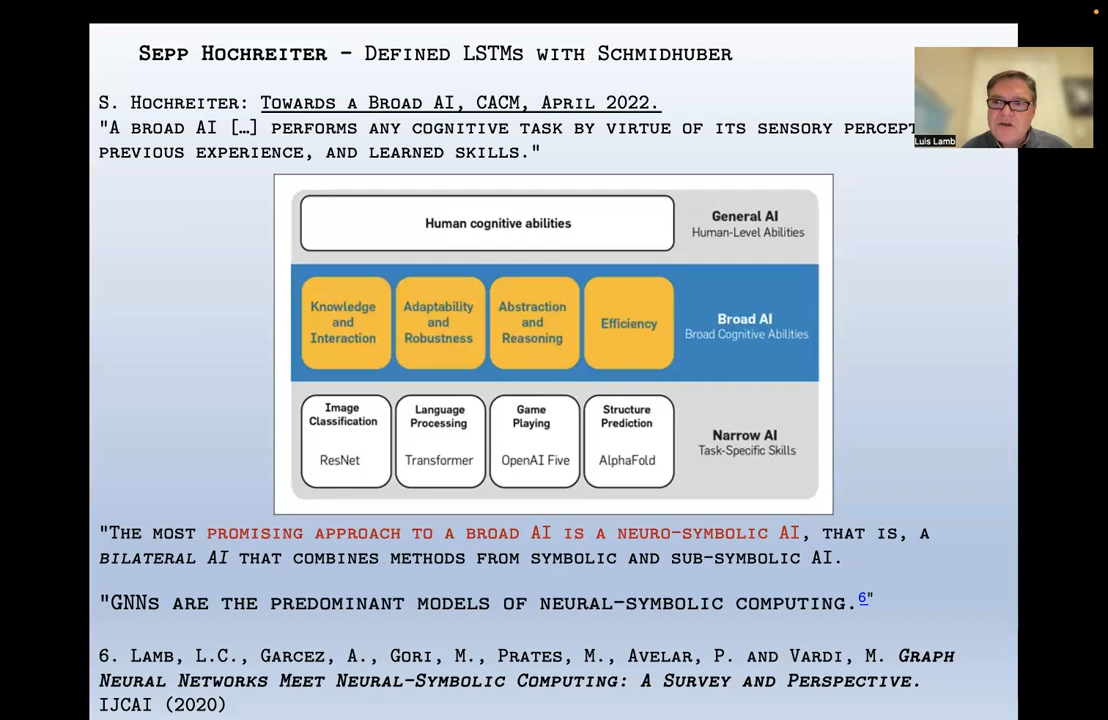 Sepp Hochreiter – Defined LSTMs with Schmidhuber
S. Hochreiter: Towards a Broad AI, CACM, April 2022.
"A broad AI […] performs any cognitive task by virtue of its sensory
previous experience, and learned skills."
Luis Lamb
Human cognitive abilities
General AI
Human-Level Abilities
Knowledge and Interaction
Adaptability and Robustness
Abstraction and Reasoning
Efficiency
Broad AI
Broad Cognitive Abilities
Image Classification
ResNet
Language Processing
Transformer
Game Playing
OpenAI Five
Structure Prediction
AlphaFold
Narrow AI
Task-Specific Skills
"The most promising approach to a broad AI is a neuro-symbolic AI, that is, a
bilateral AI that combines methods from symbolic and sub-symbolic AI.
"GNNs are the predominant models of neural-symbolic computing.6"
6. Lamb, L.C., Garcez, A., Gori, M., Prates, M., Avelar, P. and Vardi, M. Graph
Neural Networks Meet Neural-Symbolic Computing: A Survey and Perspective.
IJCAI (2020)